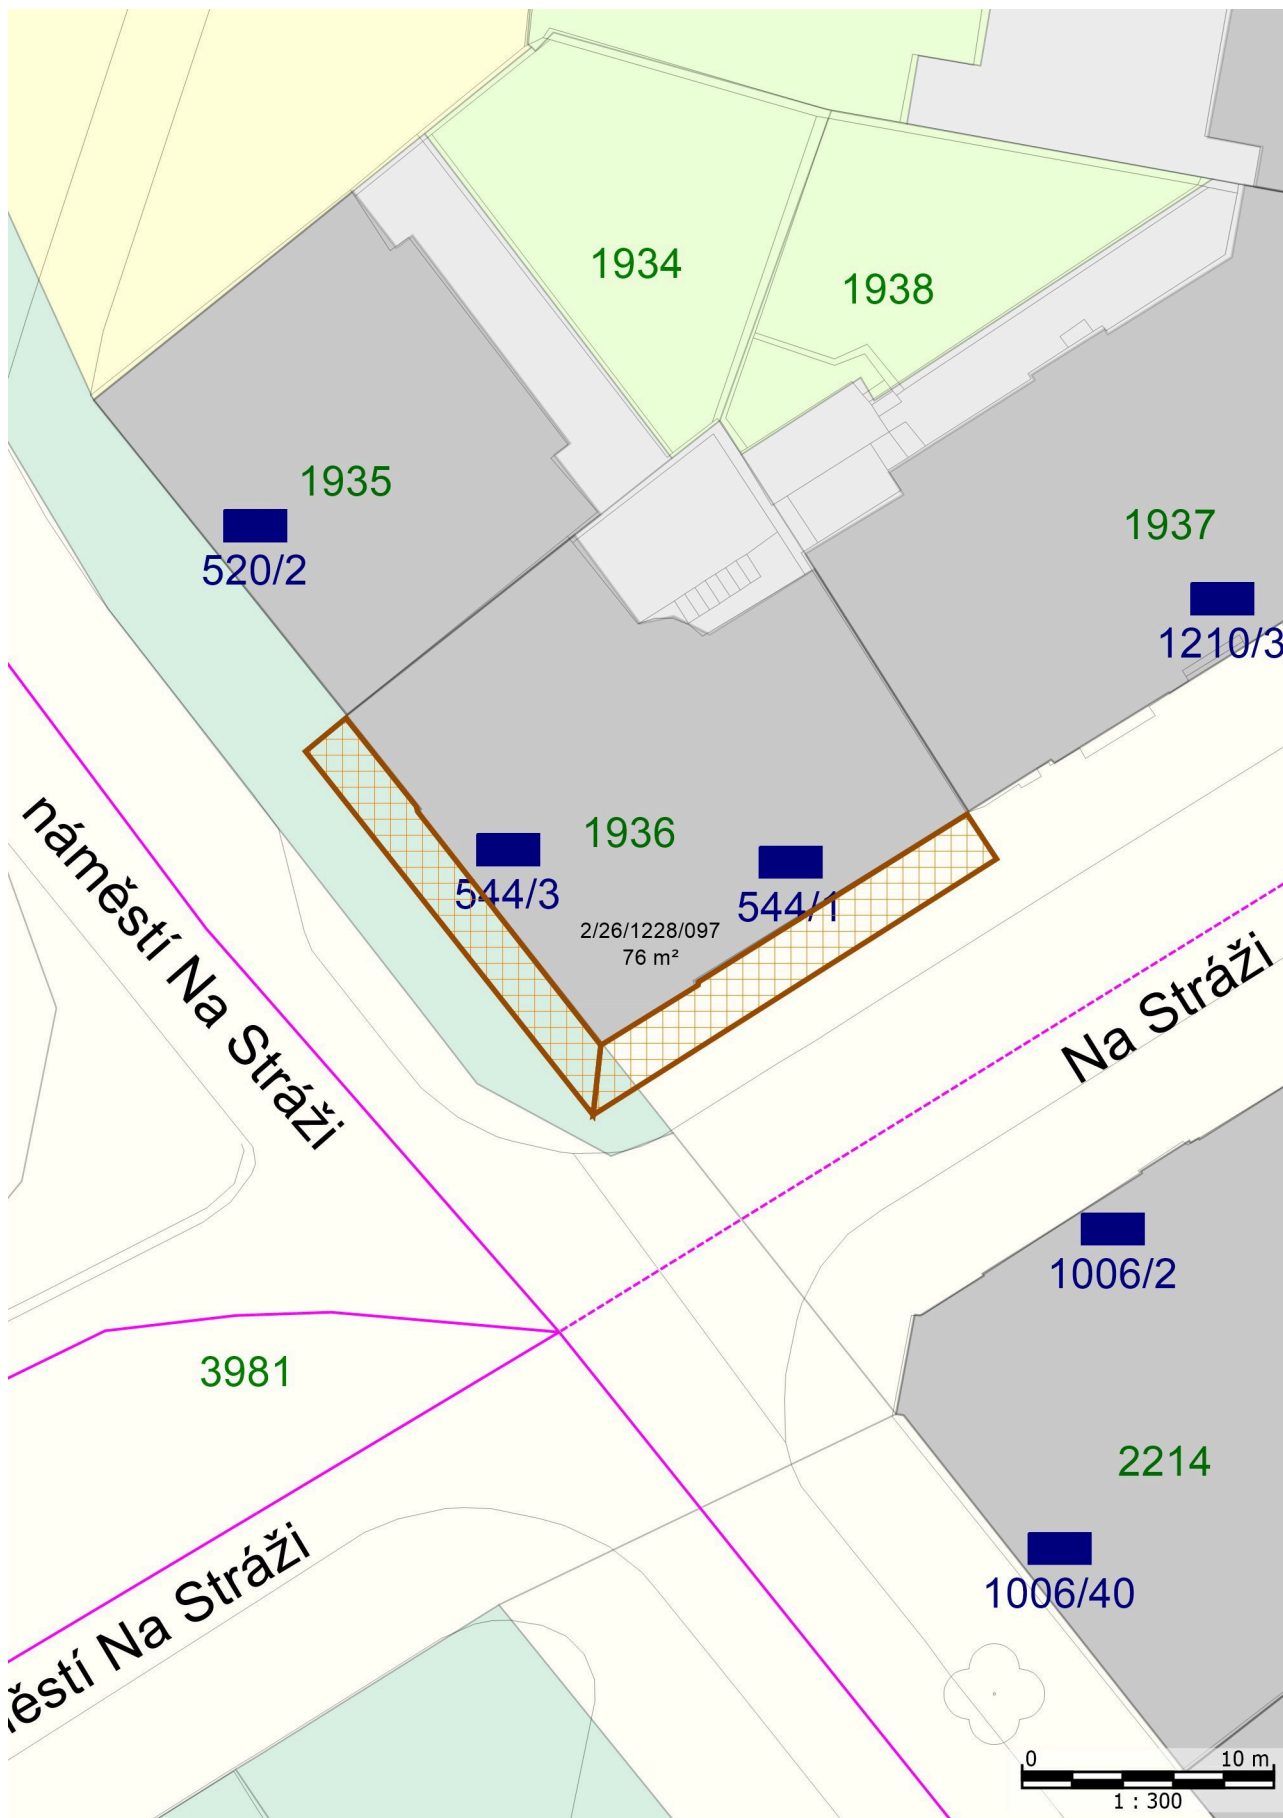 1934
1938
1935
520/2
1937
1210/3
náměstí Na Stráži
1936
544/3
544/1
2/26/1228/097
76 m²
Na Stráži
1006/2
3981
2214
ěstí Na Stráži
1006/40
0 10 m
1 : 300